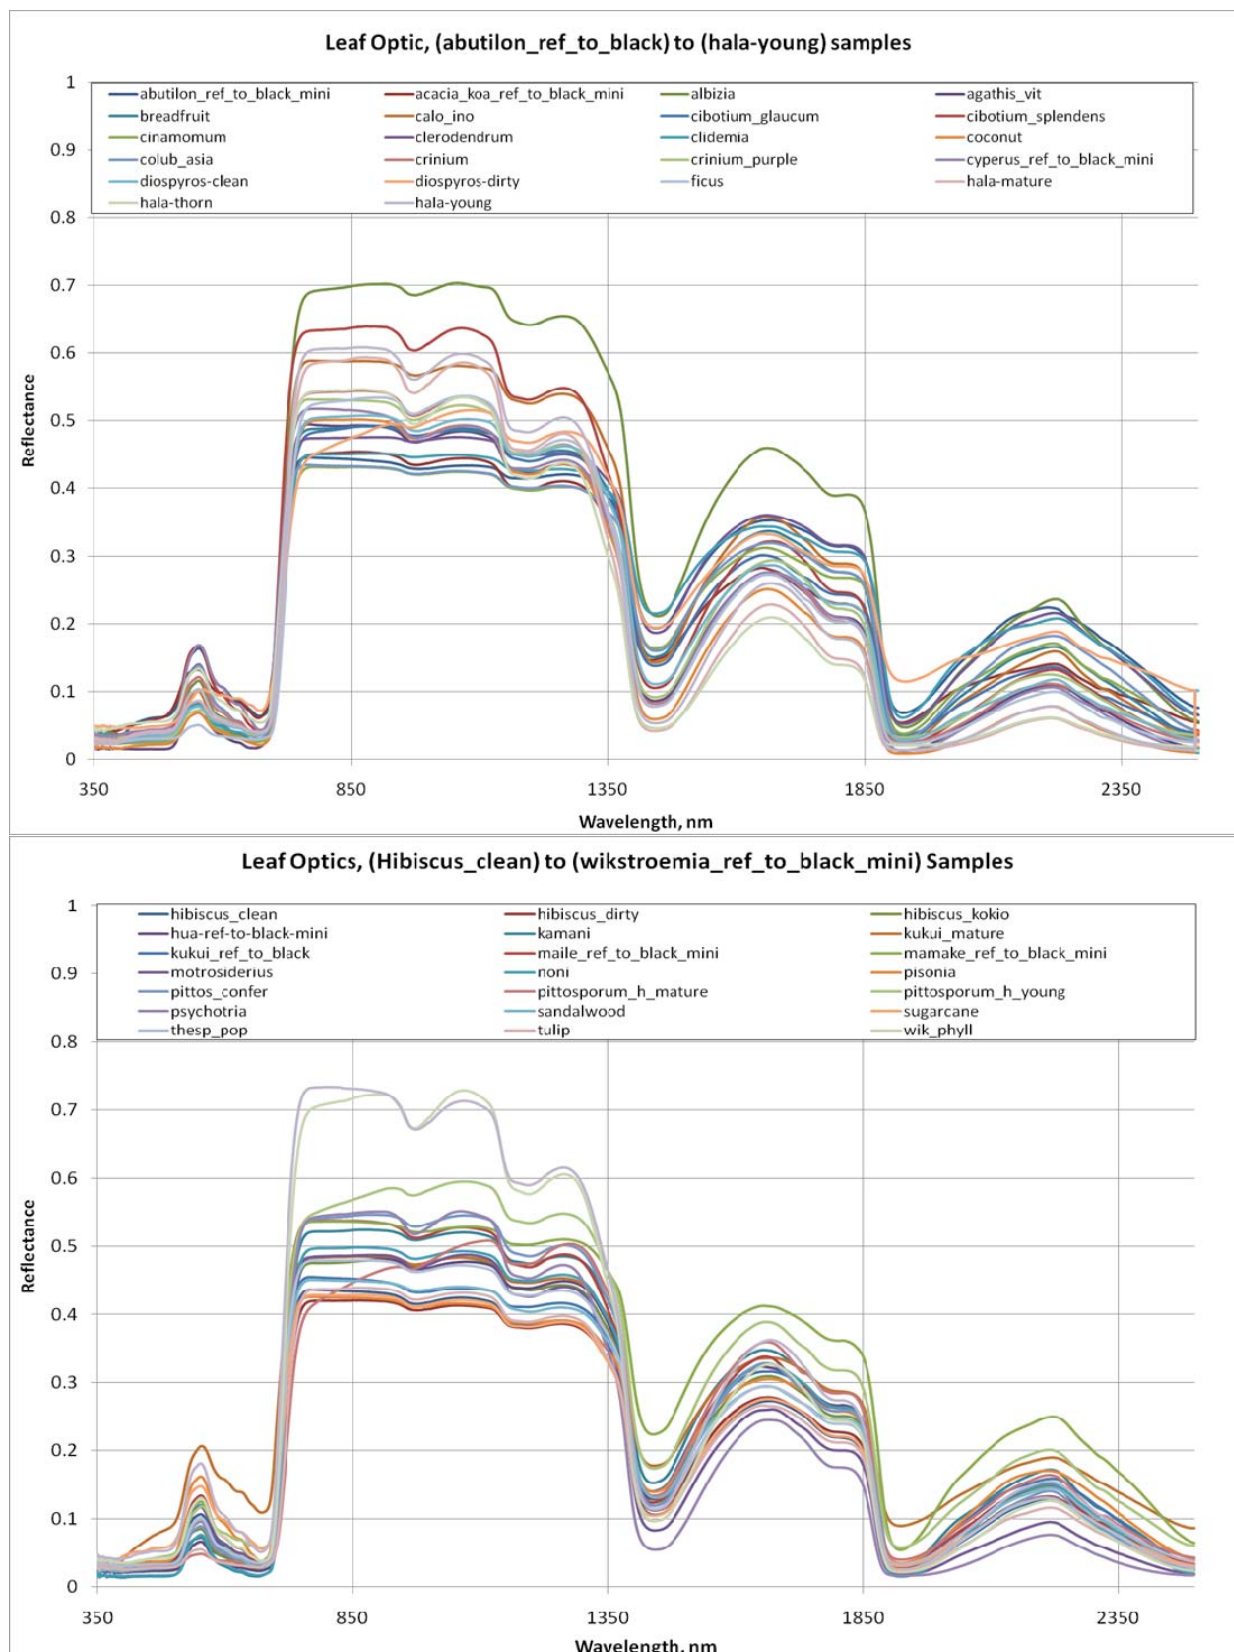 Leaf Optic, (abutilon_ref_to_black) to (hala-young) samples
1
abutilon_ref_to_black_mini acacia_koa_ref_to_black_mini albizia agathis_vit
breadfruit calo_ino cibotium_glaucum cibotium_splendens
cinamomum clerodendrum clidemia coconut
0.9
colub_asia crinium crinium_purple cyperus_ref_to_black_mini
diospyros-clean diospyros-dirty ficus hala-mature
hala-thorn hala-young
0.8
0.7
0.6
0.5
Reflectance
0.4
0.3
0.2
0.1
0
350 850 1350 1850 2350
Wavelength, nm
Leaf Optics, (Hibiscus_clean) to (wikstroemia_ref_to_black_mini) Samples
1
hibiscus_clean hibiscus_dirty hibiscus_kokio
hua-ref-to-black-mini kamani kukui_mature
kukui_ref_to_black maile_ref_to_black_mini mamake_ref_to_black_mini
0.9
motrosiderius noni pisonia
pittos_confer pittosporum_h_mature pittosporum_h_young
psychotria sandalwood sugarcane
thesp_pop tulip wik_phyll
0.8
0.7
0.6
0.5
Reflectance
0.4
0.3
0.2
0.1
0
350 850 1350 1850 2350
Wavelength, nm